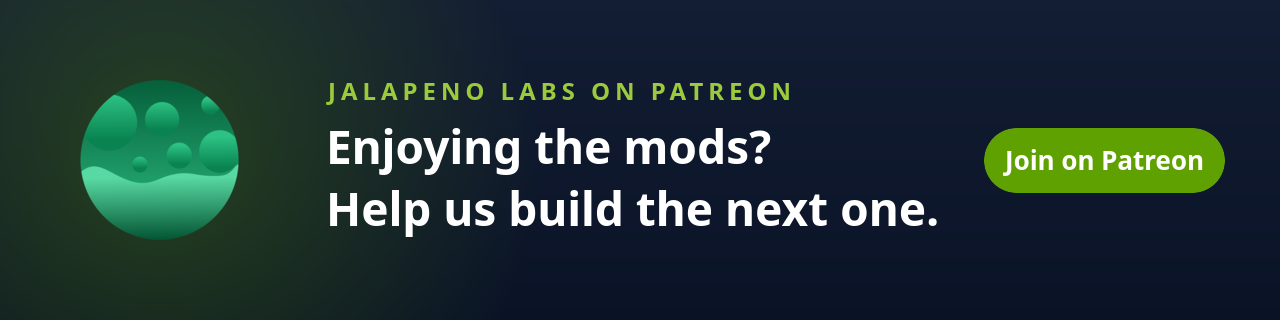 JALAPENO LABS ON PATREON
Enjoying the mods?
Help us build the next one.
Join on Patreon